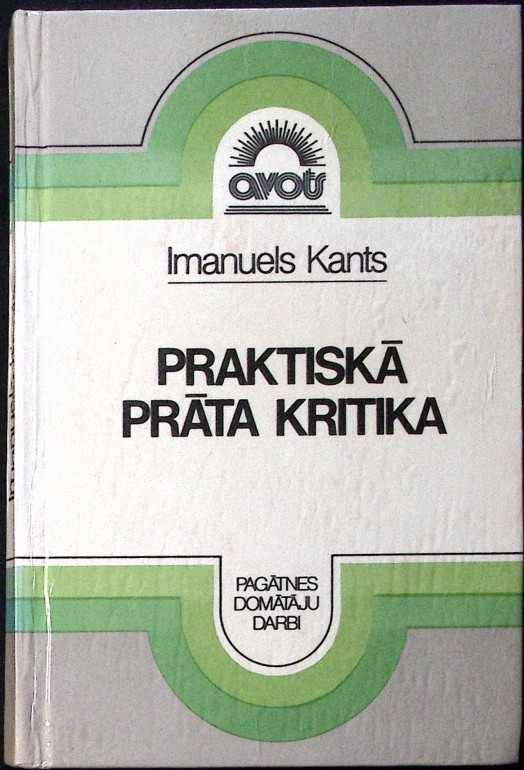 avots
Imanuels Kants
PRAKTISKĀ
PRĀTA KRITIKA
PAGĀTNES
DOMĀTĀJU
DARBI